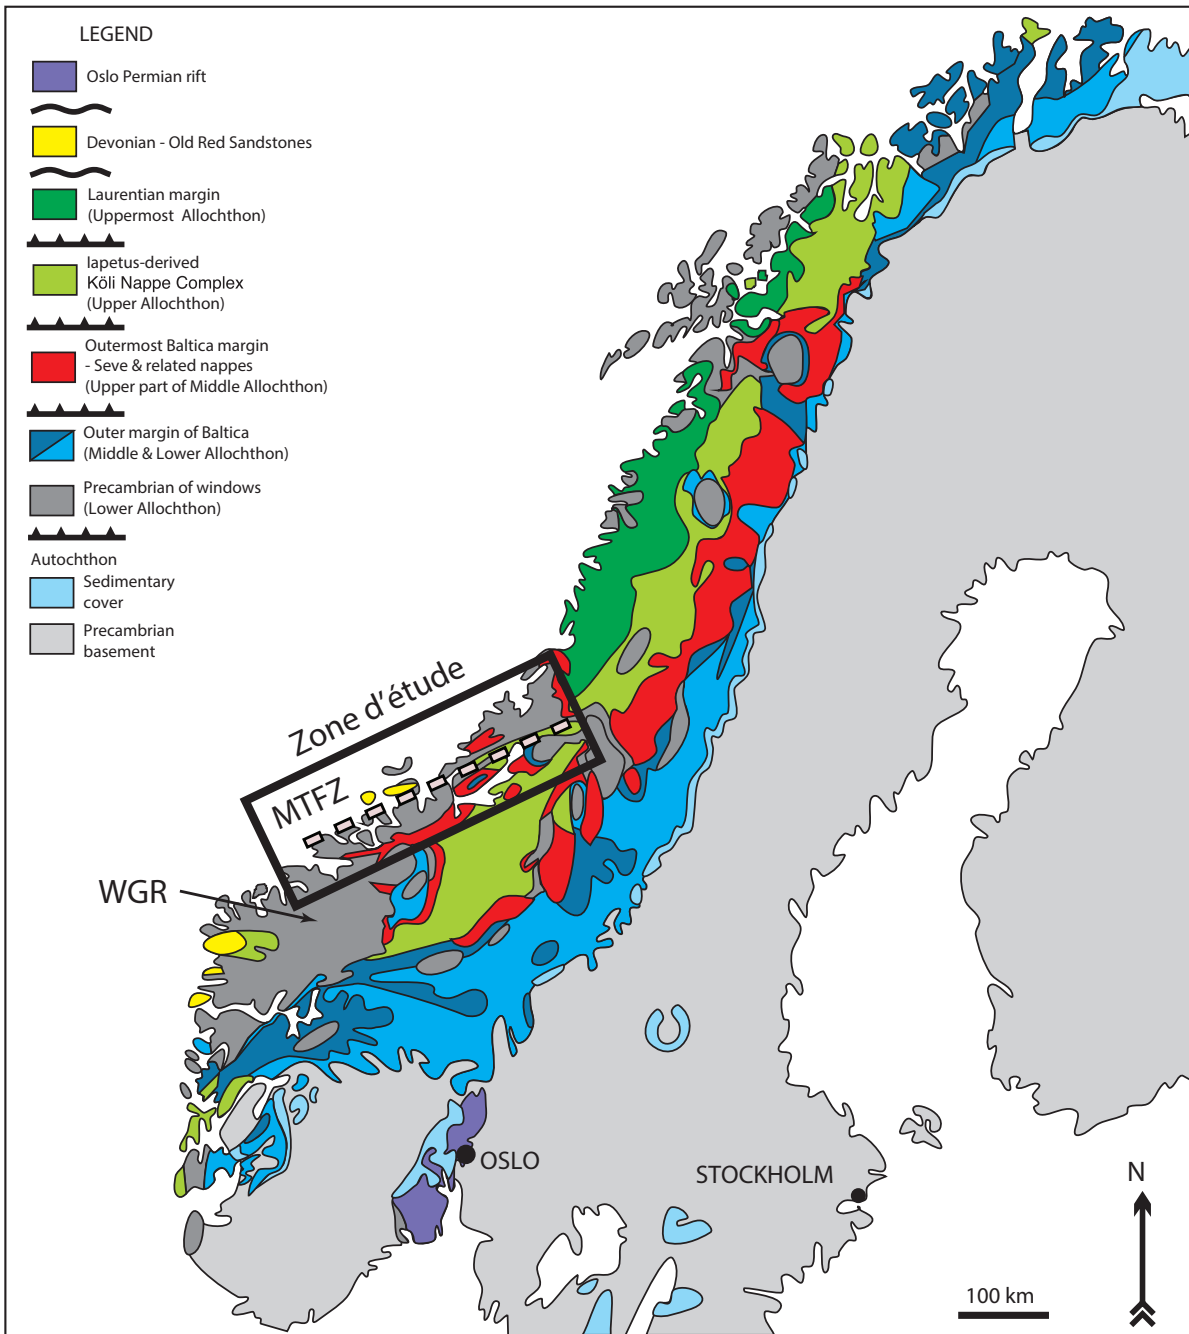 LEGEND
Oslo Permian rift
Devonian - Old Red Sandstones
Laurentian margin
(Uppermost Allochthon)
Iapetus-derived
Köli Nappe Complex
(Upper Allochthon)
Outermost Baltica margin
- Seve & related nappes
(Upper part of Middle Allochthon)
Outer margin of Baltica
(Middle & Lower Allochthon)
Precambrian of windows
(Lower Allochthon)
Autochthon
Sedimentary
cover
Precambrian
basement
Zone d'étude
MTFZ
WGR
OSLO
STOCKHOLM
N
100 km